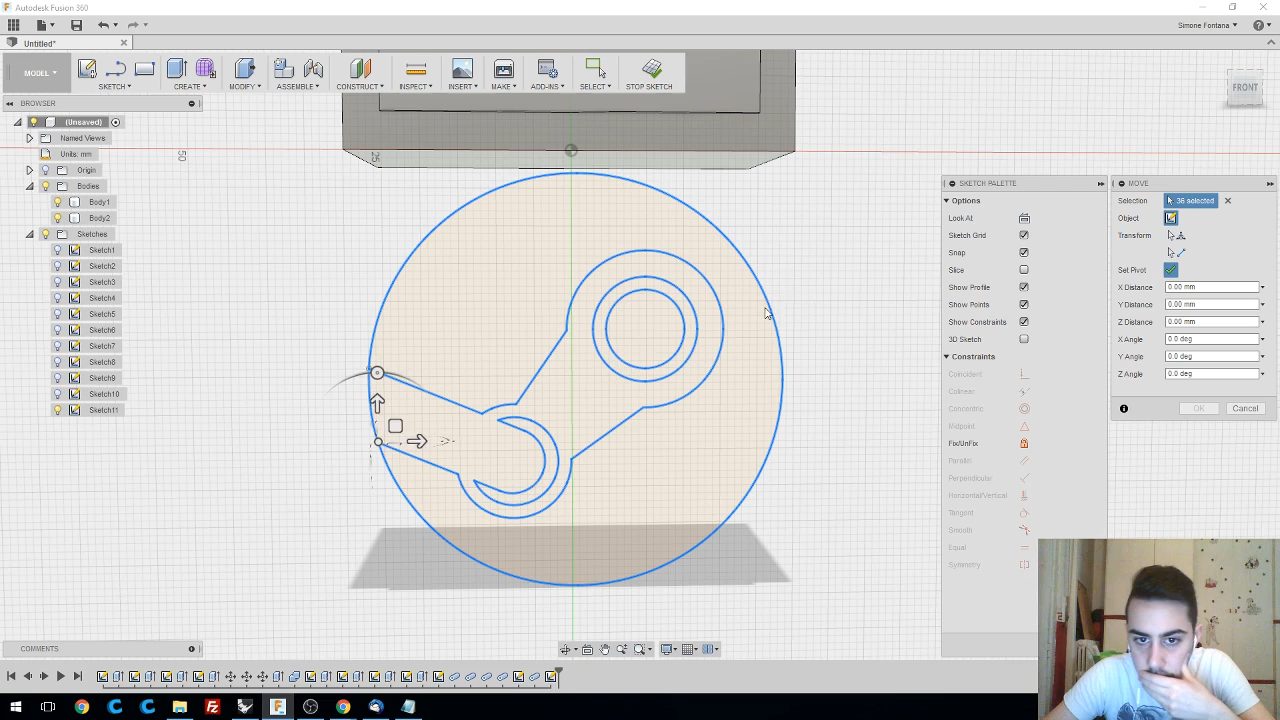 Autodesk Fusion 360
Simone Fontana
Untitled*
MODEL
SKETCH
CREATE
MODIFY
ASSEMBLE
CONSTRUCT
INSPECT
INSERT
MAKE
ADD-INS
SELECT
STOP SKETCH
FRONT
BROWSER
(Unsaved)
Named Views
Units: mm
Origin
Bodies
Body1
Body2
Sketches
Sketch1
Sketch2
Sketch3
Sketch4
Sketch5
Sketch6
Sketch7
Sketch8
Sketch9
Sketch10
Sketch11
50
25
SKETCH PALETTE
Options
Look At
Sketch Grid
Snap
Slice
Show Profile
Show Points
Show Constraints
3D Sketch
Constraints
Coincident
Colinear
Concentric
Midpoint
Fix/UnFix
Parallel
Perpendicular
Horizontal/Vertical
Tangent
Smooth
Equal
Symmetry
MOVE
Selection 36 selected
Object
Transform
Set Pivot
X Distance 0.00 mm
Y Distance 0.00 mm
Z Distance 0.00 mm
X Angle 0.0 deg
Y Angle 0.0 deg
Z Angle 0.0 deg
OK Cancel
COMMENTS